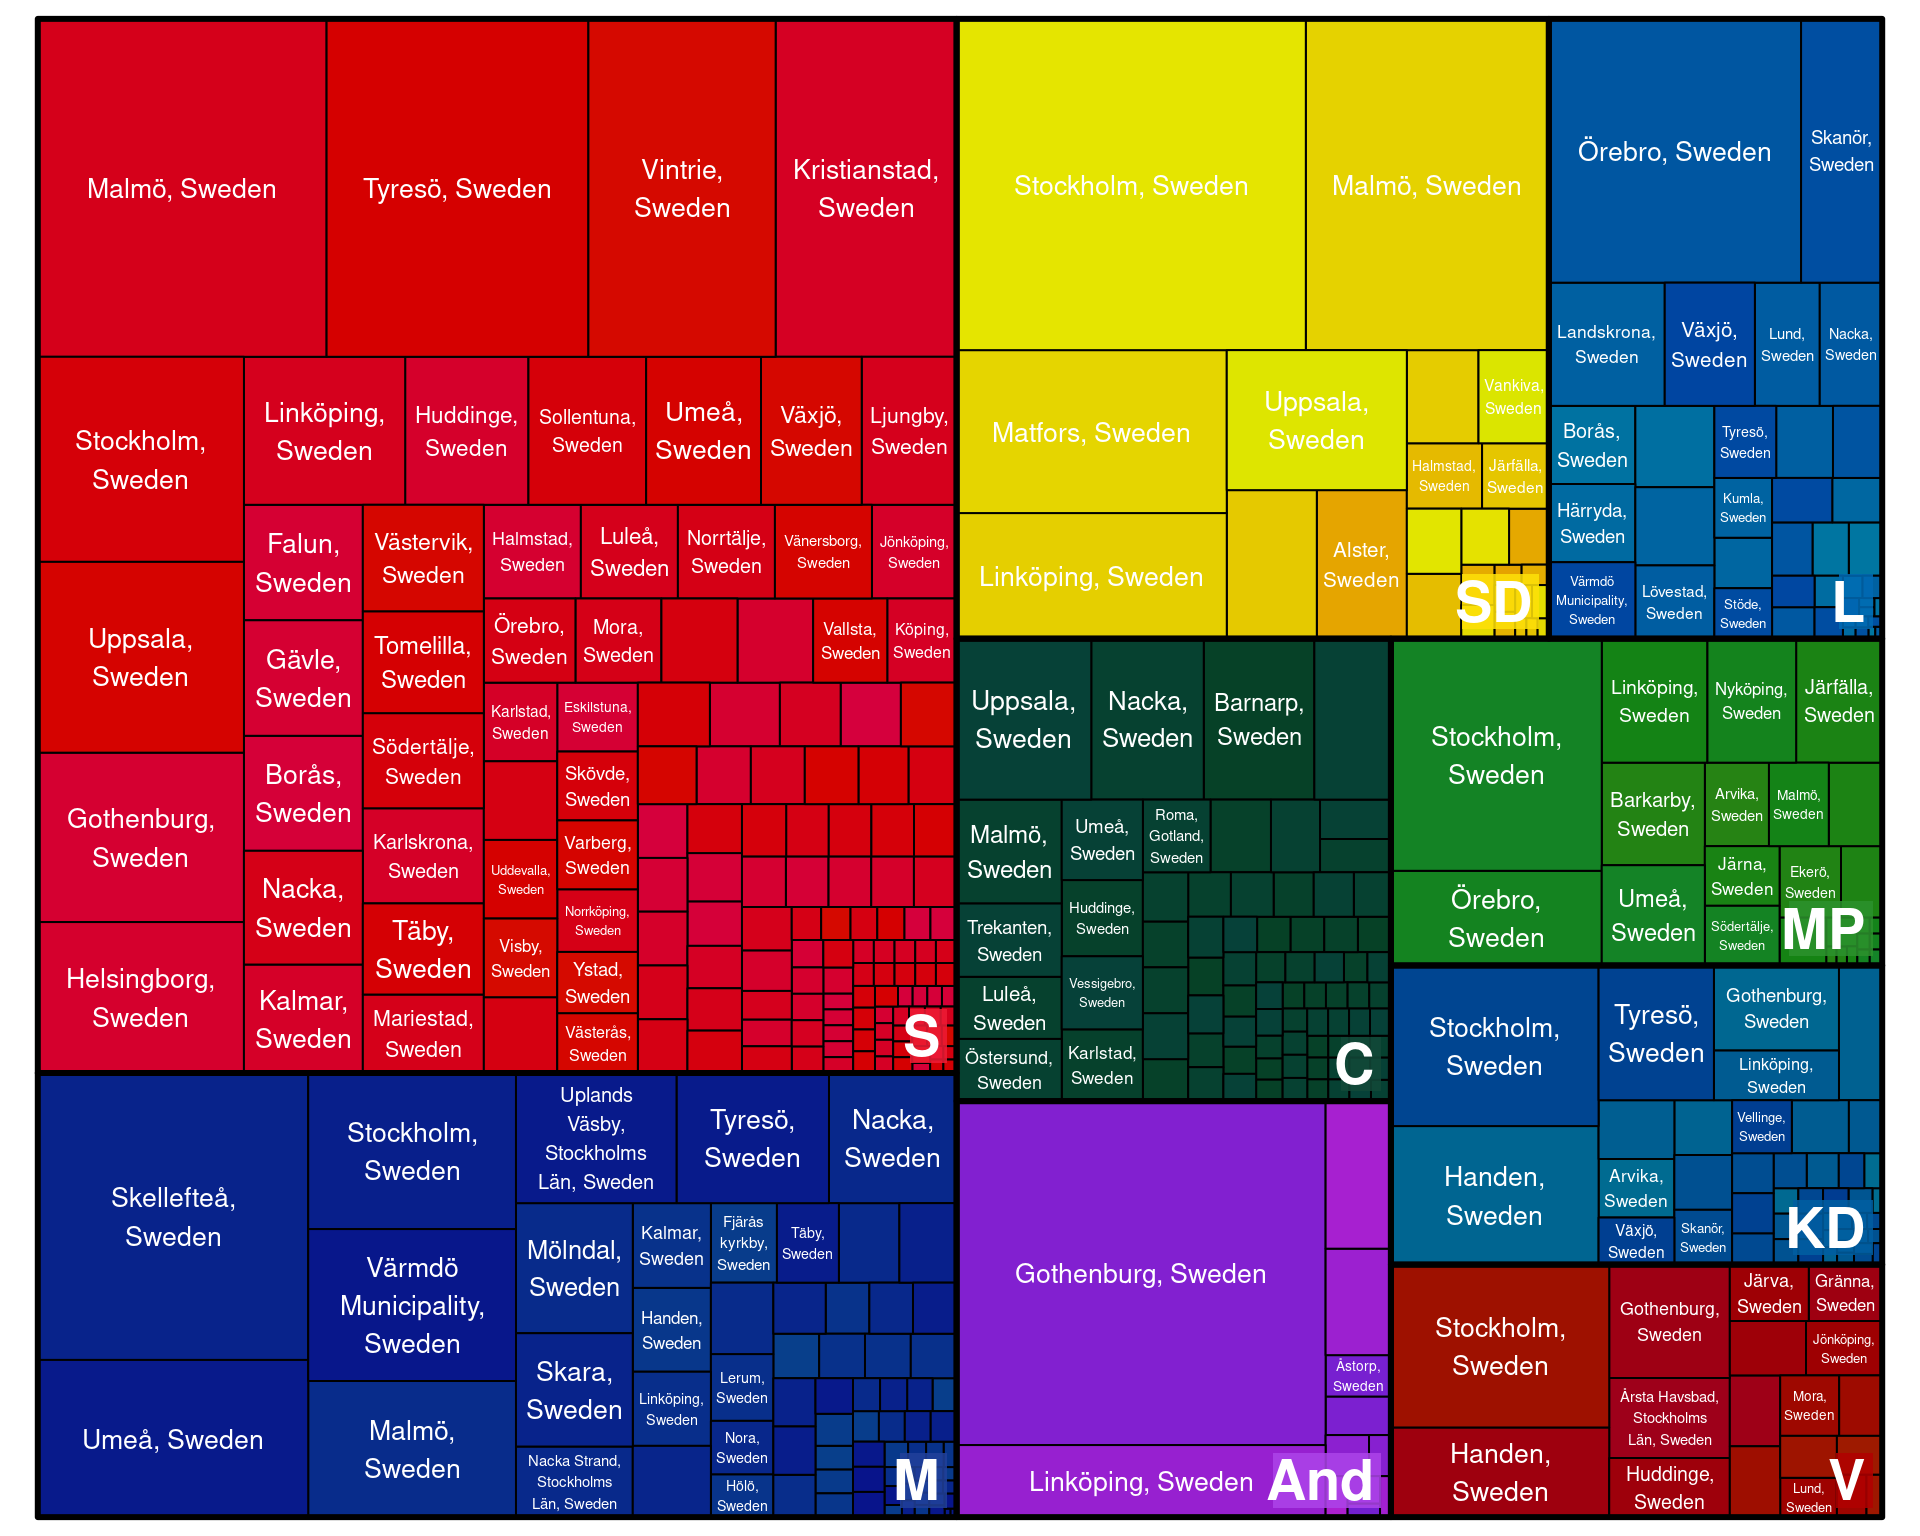 Malmö, Sweden
Tyresö, Sweden
Vintrie,
Sweden
Kristianstad,
Sweden
Stockholm,
Sweden
Uppsala,
Sweden
Gothenburg,
Sweden
Helsingborg,
Sweden
Linköping,
Sweden
Huddinge,
Sweden
Sollentuna,
Sweden
Umeå,
Sweden
Växjö,
Sweden
Ljungby,
Sweden
Falun,
Sweden
Gävle,
Sweden
Borås,
Sweden
Nacka,
Sweden
Kalmar,
Sweden
Västervik,
Sweden
Tomelilla,
Sweden
Södertälje,
Sweden
Karlskrona,
Sweden
Täby,
Sweden
Mariestad,
Sweden
Halmstad,
Sweden
Luleå,
Sweden
Norrtälje,
Sweden
Vänersborg,
Sweden
Jönköping,
Sweden
Örebro,
Sweden
Mora,
Sweden
Vallsta,
Sweden
Köping,
Sweden
Karlstad,
Sweden
Eskilstuna,
Sweden
Skövde,
Sweden
Uddevalla,
Sweden
Varberg,
Sweden
Visby,
Sweden
Norrköping,
Sweden
Ystad,
Sweden
Västerås,
Sweden
S
Skellefteå,
Sweden
Umeå, Sweden
Stockholm,
Sweden
Värmdö
Municipality,
Sweden
Malmö,
Sweden
Uplands
Väsby,
Stockholms
Län, Sweden
Tyresö,
Sweden
Nacka,
Sweden
Mölndal,
Sweden
Skara,
Sweden
Nacka Strand,
Stockholms
Län, Sweden
Kalmar,
Sweden
Handen,
Sweden
Linköping,
Sweden
Fjärås
kyrkby,
Sweden
Täby,
Sweden
Lerum,
Sweden
Nora,
Sweden
Hölö,
Sweden
M
Stockholm, Sweden
Malmö, Sweden
Matfors, Sweden
Linköping, Sweden
Uppsala,
Sweden
Alster,
Sweden
Vankiva,
Sweden
Halmstad,
Sweden
Järfälla,
Sweden
SD
Örebro, Sweden
Skanör,
Sweden
Landskrona,
Sweden
Växjö,
Sweden
Lund,
Sweden
Nacka,
Sweden
Borås,
Sweden
Härryda,
Sweden
Värmdö
Municipality,
Sweden
Lövestad,
Sweden
Tyresö,
Sweden
Kumla,
Sweden
Stöde,
Sweden
L
Uppsala,
Sweden
Nacka,
Sweden
Barnarp,
Sweden
Malmö,
Sweden
Trekanten,
Sweden
Luleå,
Sweden
Östersund,
Sweden
Umeå,
Sweden
Huddinge,
Sweden
Vessigebro,
Sweden
Karlstad,
Sweden
Roma,
Gotland,
Sweden
C
Gothenburg, Sweden
Linköping, Sweden
Åstorp,
Sweden
And
Stockholm,
Sweden
Örebro,
Sweden
Linköping,
Sweden
Nyköping,
Sweden
Järfälla,
Sweden
Barkarby,
Sweden
Umeå,
Sweden
Arvika,
Sweden
Malmö,
Sweden
Järna,
Sweden
Ekerö,
Sweden
Södertälje,
Sweden
MP
Stockholm,
Sweden
Handen,
Sweden
Tyresö,
Sweden
Gothenburg,
Sweden
Linköping,
Sweden
Arvika,
Sweden
Växjö,
Sweden
Skanör,
Sweden
Vellinge,
Sweden
KD
Stockholm,
Sweden
Handen,
Sweden
Gothenburg,
Sweden
Årsta Havsbad,
Stockholms
Län, Sweden
Huddinge,
Sweden
Järva,
Sweden
Gränna,
Sweden
Jönköping,
Sweden
Mora,
Sweden
Lund,
Sweden
V